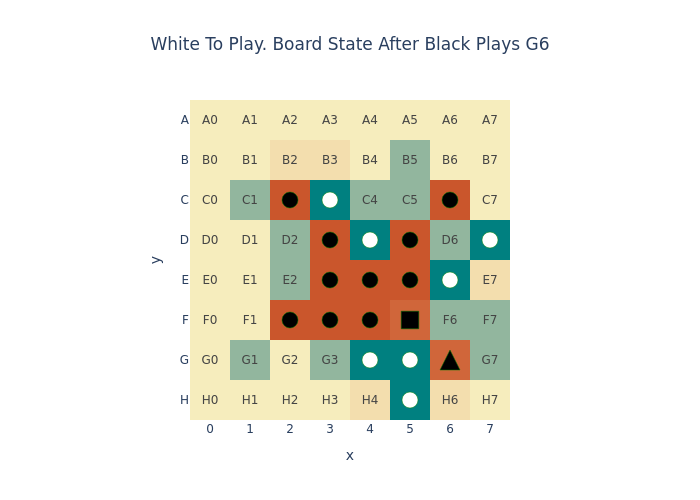 White To Play. Board State After Black Plays G6
A A0 A1 A2 A3 A4 A5 A6 A7
B B0 B1 B2 B3 B4 B5 B6 B7
C C0 C1 C4 C5 C7
D D0 D1 D2 D6
E E0 E1 E2 E7
F F0 F1 F6 F7
G G0 G1 G2 G3 G7
H H0 H1 H2 H3 H4 H6 H7
0 1 2 3 4 5 6 7
x
y